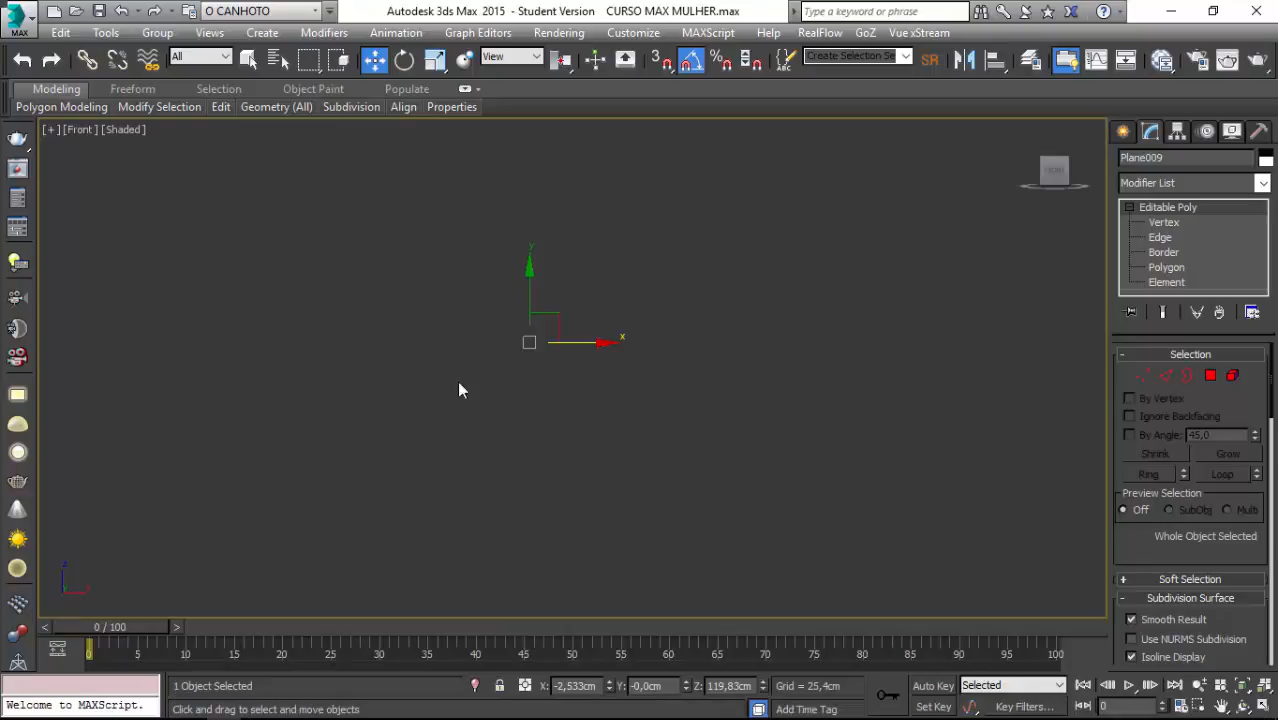 MAX
O CANHOTO
Autodesk 3ds Max 2015 - Student Version CURSO MAX MULHER.max
Type a keyword or phrase
Edit Tools Group Views Create Modifiers Animation Graph Editors Rendering Customize MAXScript Help RealFlow GoZ Vue xStream
All
View
3
Create Selection Se
SR
Modeling Freeform Selection Object Paint Populate
Polygon Modeling Modify Selection Edit Geometry (All) Subdivision Align Properties
[+] [Front] [Shaded]
FRONT
Plane009
Modifier List
Editable Poly
Vertex
Edge
Border
Polygon
Element
y
x
Selection
By Vertex
Ignore Backfacing
By Angle: 45,0
Shrink Grow
Ring Loop
Preview Selection
Off SubObj Multi
Whole Object Selected
Soft Selection
Subdivision Surface
Smooth Result
Use NURMS Subdivision
Isoline Display
z
x
< 0 / 100 >
0 5 10 15 20 25 30 35 40 45 50 55 60 65 70 75 80 85 90 95 100
1 Object Selected X: -2,533cm Y: -0,0cm Z: 119,83cm Grid = 25,4cm Auto Key Selected
Welcome to MAXScript. Click and drag to select and move objects Add Time Tag Set Key Key Filters... 0